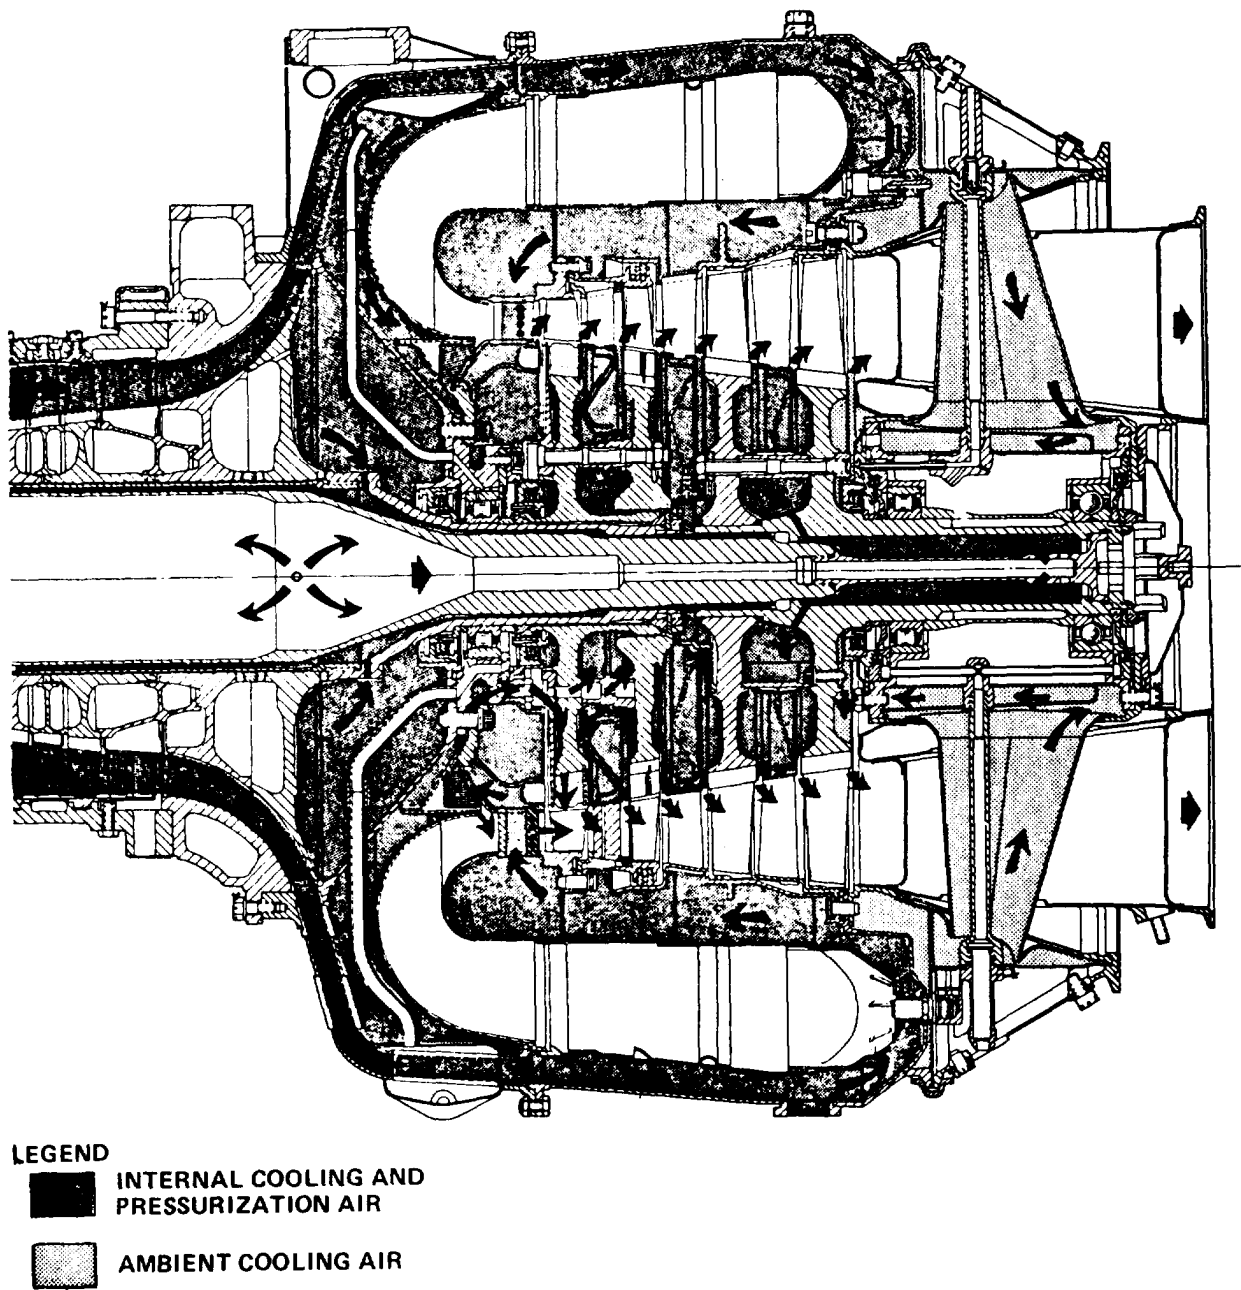 LEGEND
INTERNAL COOLING AND
PRESSURIZATION AIR
AMBIENT COOLING AIR